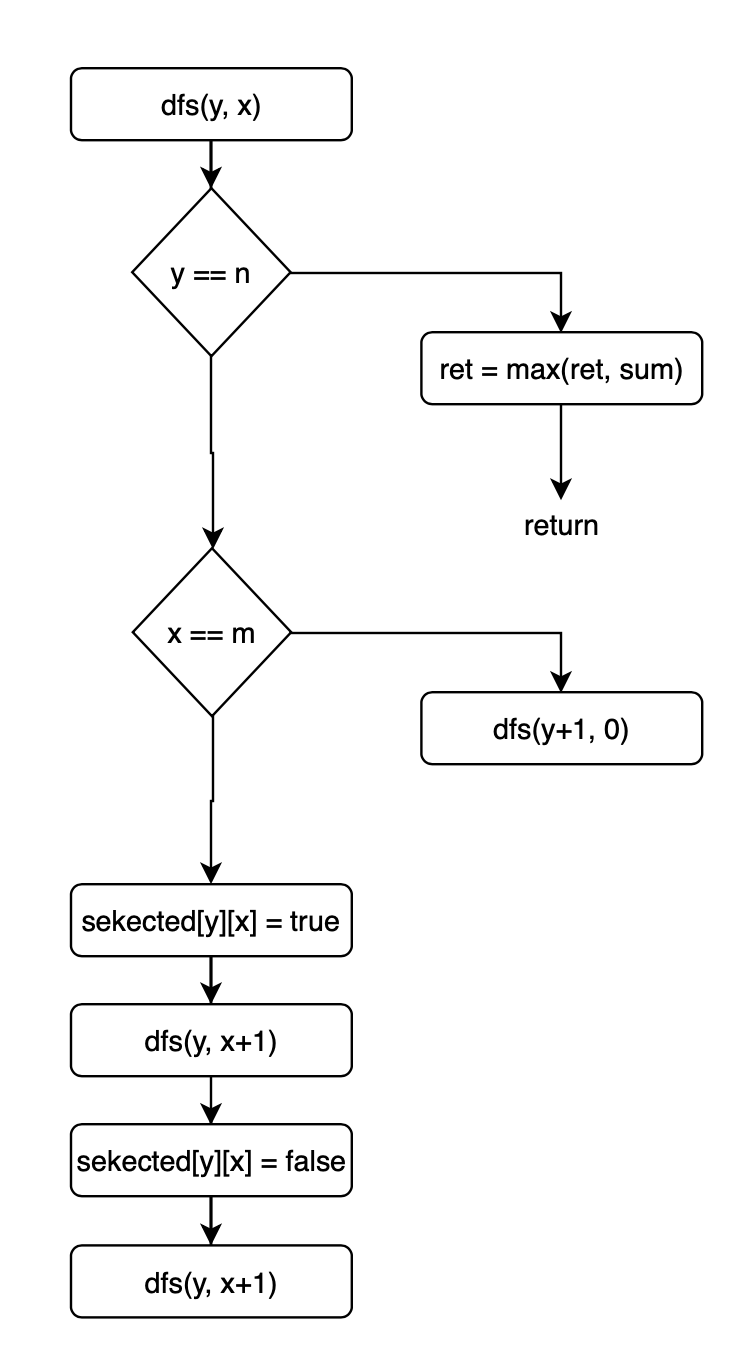 dfs(y, x)
y == n
ret = max(ret, sum)
return
x == m
dfs(y+1, 0)
sekected[y][x] = true
dfs(y, x+1)
sekected[y][x] = false
dfs(y, x+1)